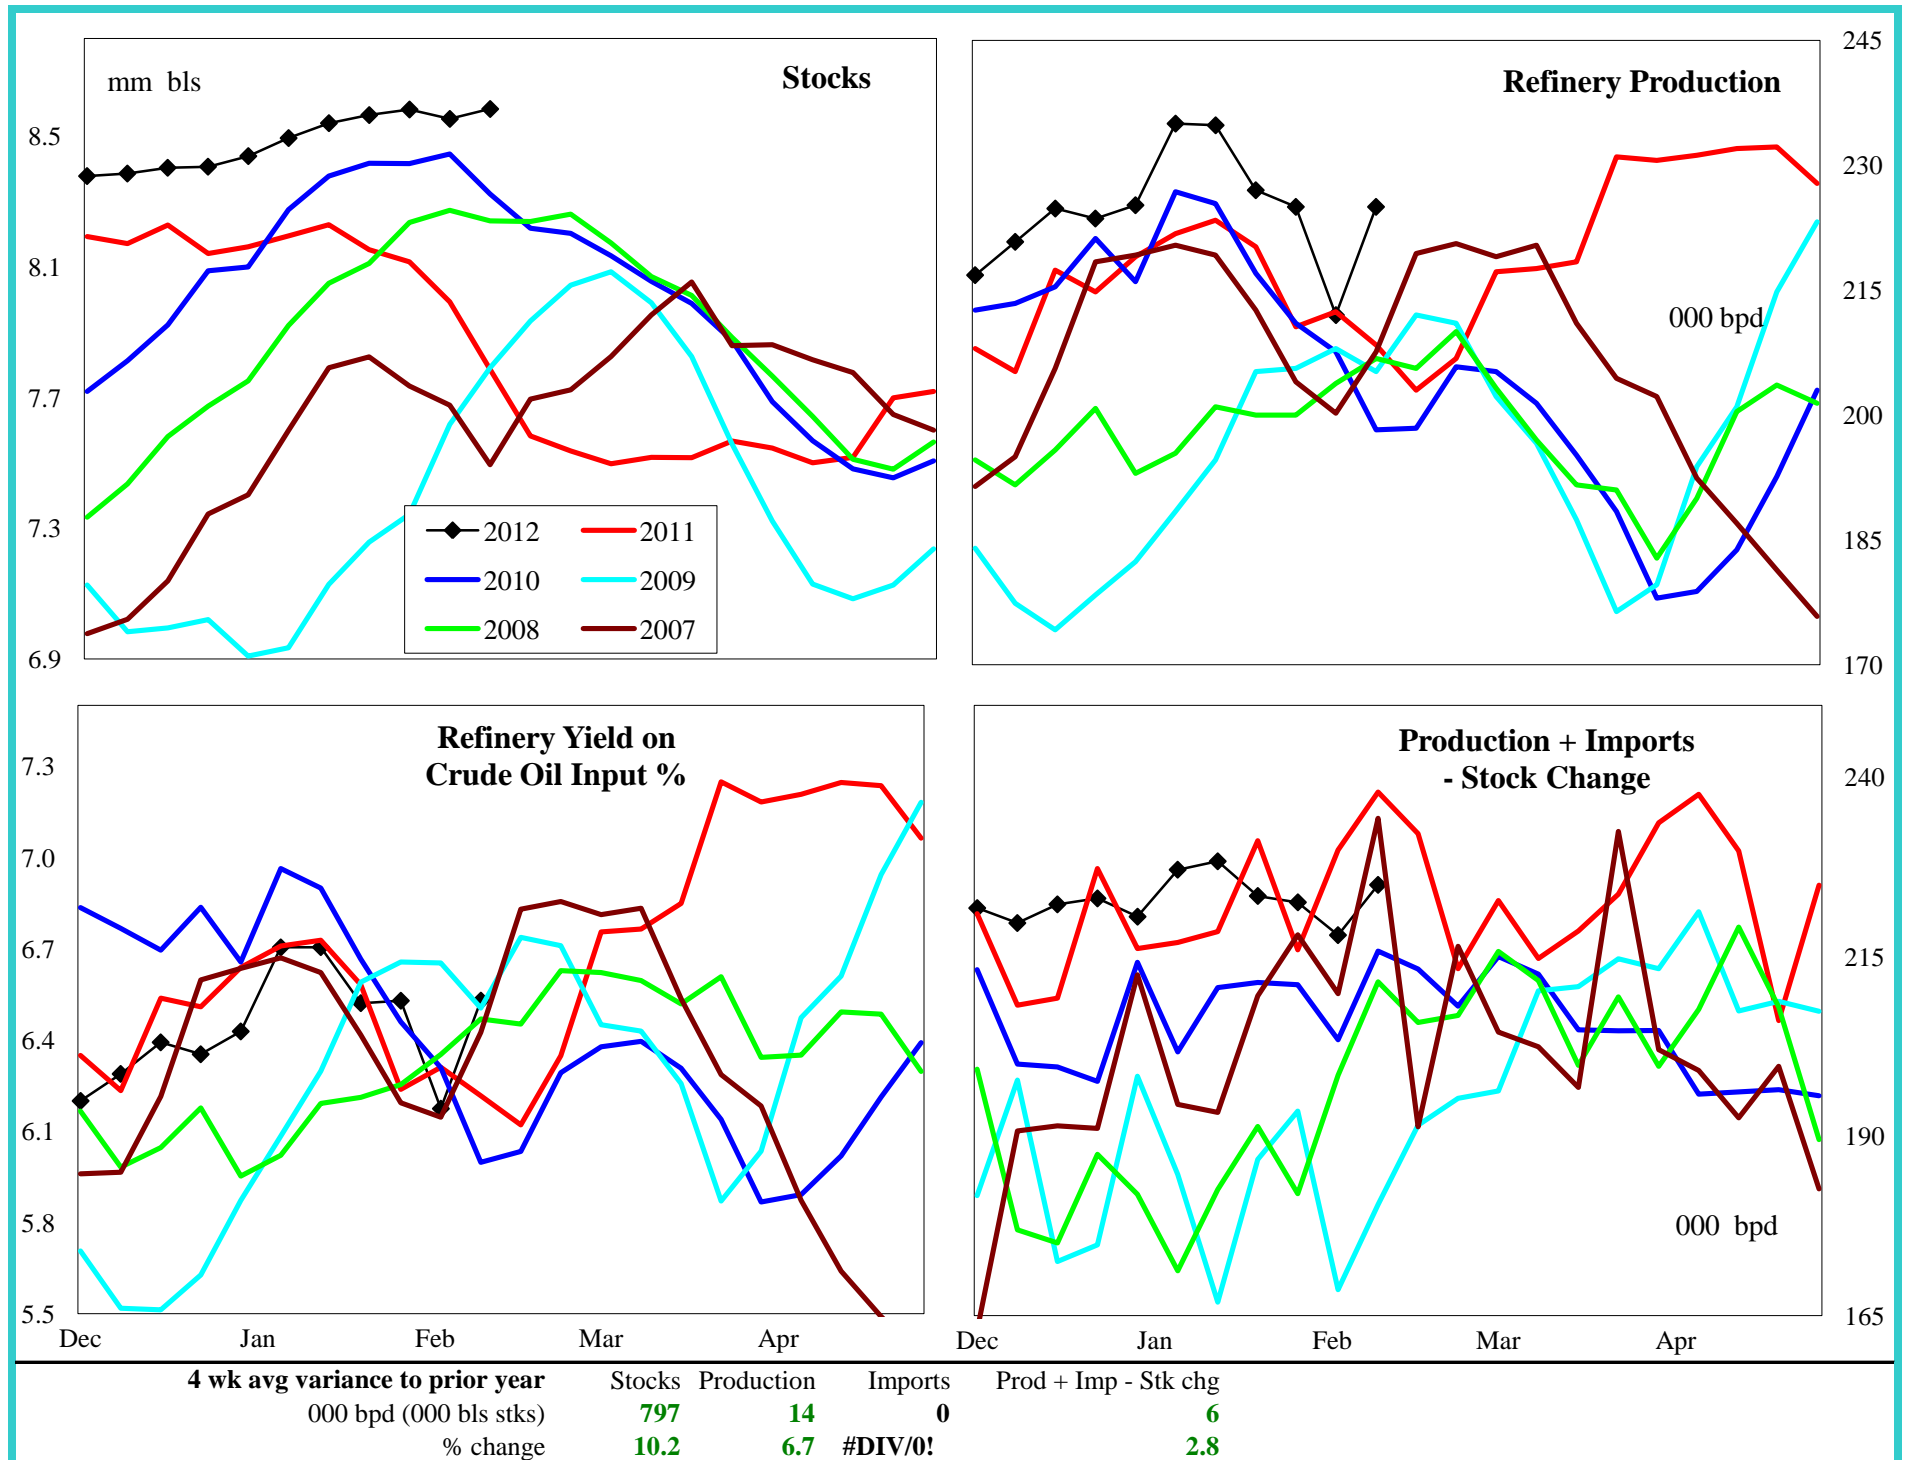 mm bls
Stocks
8.5
8.1
7.7
7.3
6.9
2012
2011
2010
2009
2008
2007
Refinery Production
000 bpd
245
230
215
200
185
170
Refinery Yield on
Crude Oil Input %
7.3
7.0
6.7
6.4
6.1
5.8
5.5
Dec Jan Feb Mar Apr
Production + Imports
- Stock Change
000 bpd
240
215
190
165
Dec Jan Feb Mar Apr
4 wk avg variance to prior year Stocks Production Imports Prod + Imp - Stk chg
000 bpd (000 bls stks) 797 14 0 6
% change 10.2 6.7 #DIV/0! 2.8